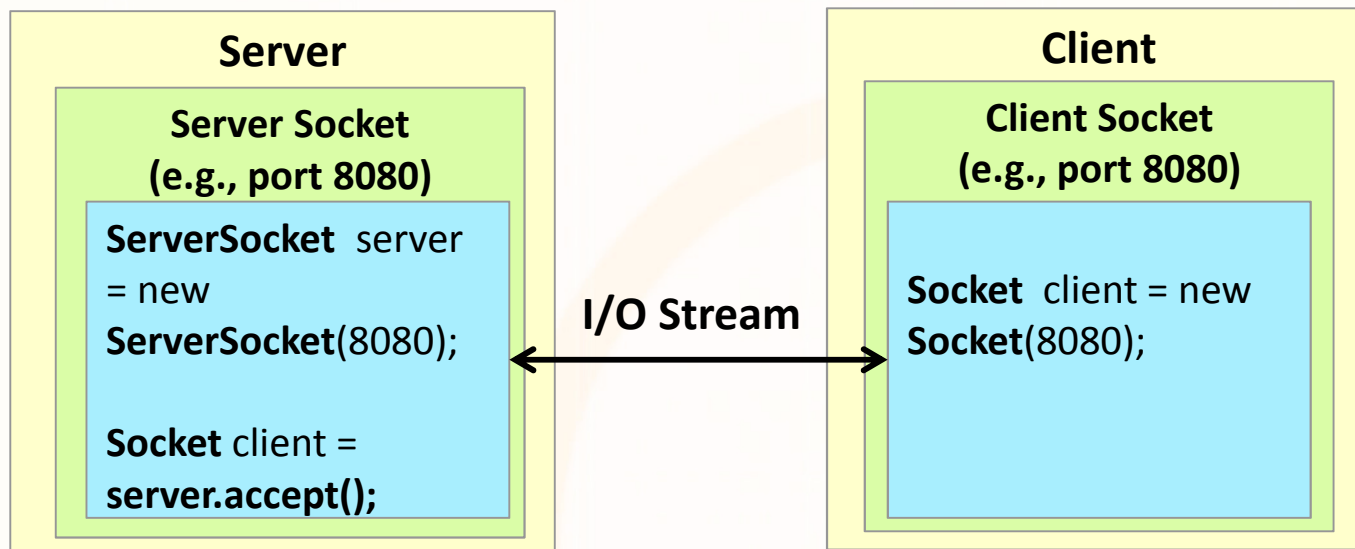 Server
Server Socket
(e.g., port 8080)
ServerSocket server
= new
ServerSocket(8080);
Socket client =
server.accept();
I/O Stream
Client
Client Socket
(e.g., port 8080)
Socket client = new
Socket(8080);